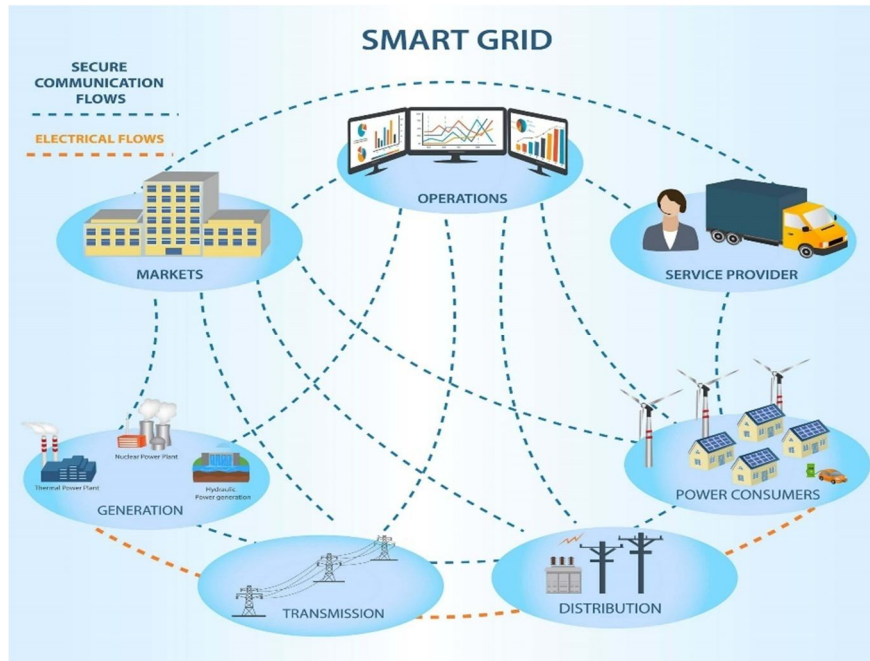 SMART GRID
SECURE
COMMUNICATION
FLOWS
ELECTRICAL FLOWS
OPERATIONS
MARKETS
SERVICE PROVIDER
Nuclear Power Plant
Thermal Power Plant
Hydraulic
Power generation
GENERATION
POWER CONSUMERS
TRANSMISSION
DISTRIBUTION